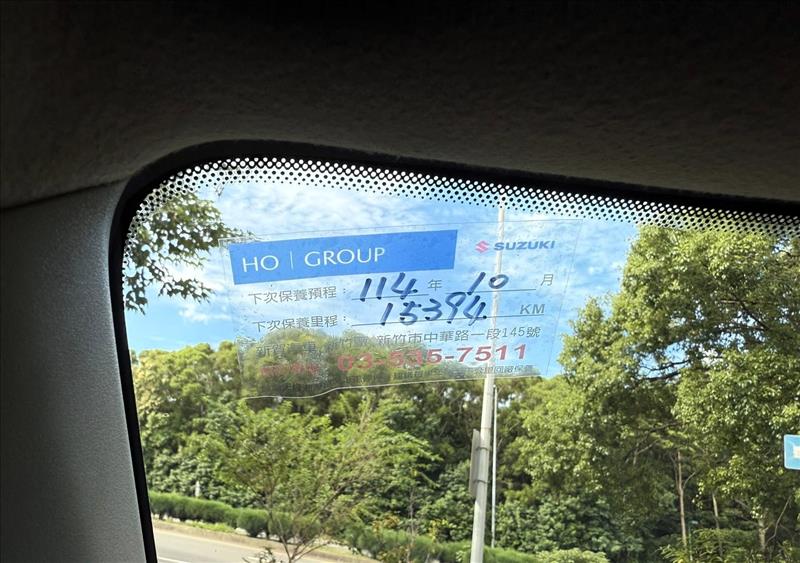 HO | GROUP
SUZUKI
下次保養預程： 114 年 10 月
下次保養里程： 15394 KM
新竹市中華路一段145號
03-535-7511